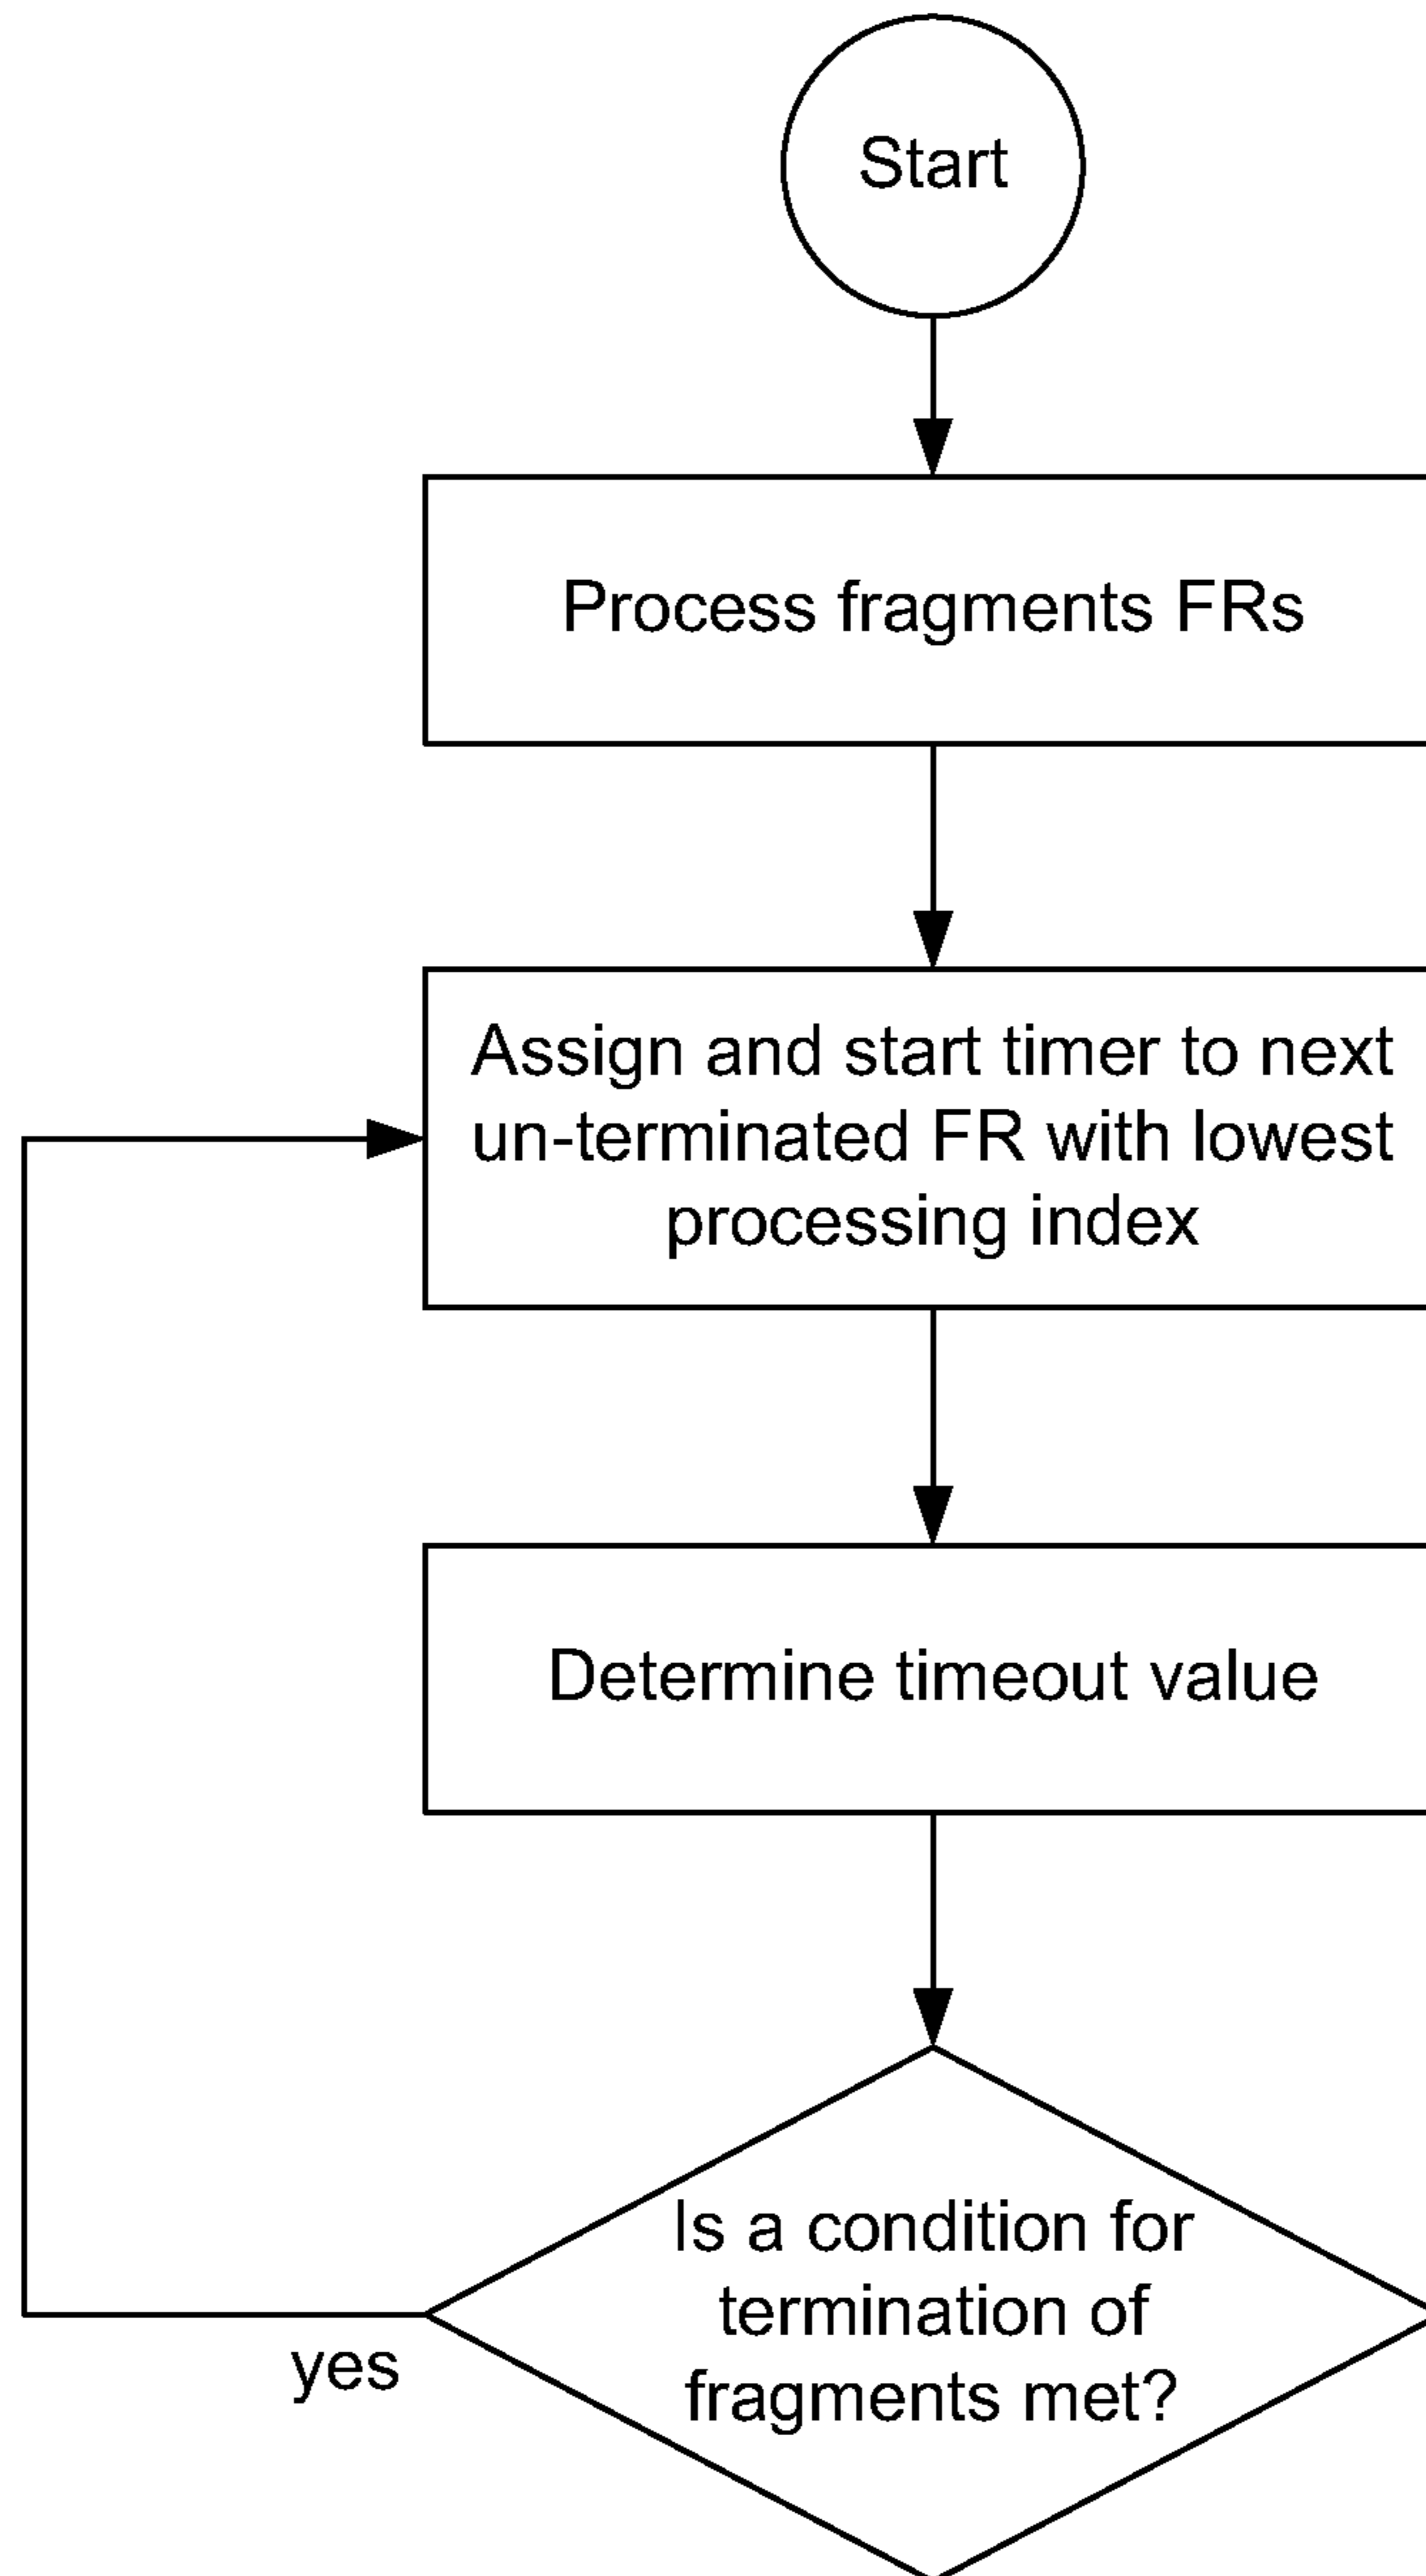 Start
Process fragments FRs
Assign and start timer to next
un-terminated FR with lowest
processing index
Determine timeout value
Is a condition for
termination of
fragments met?
yes